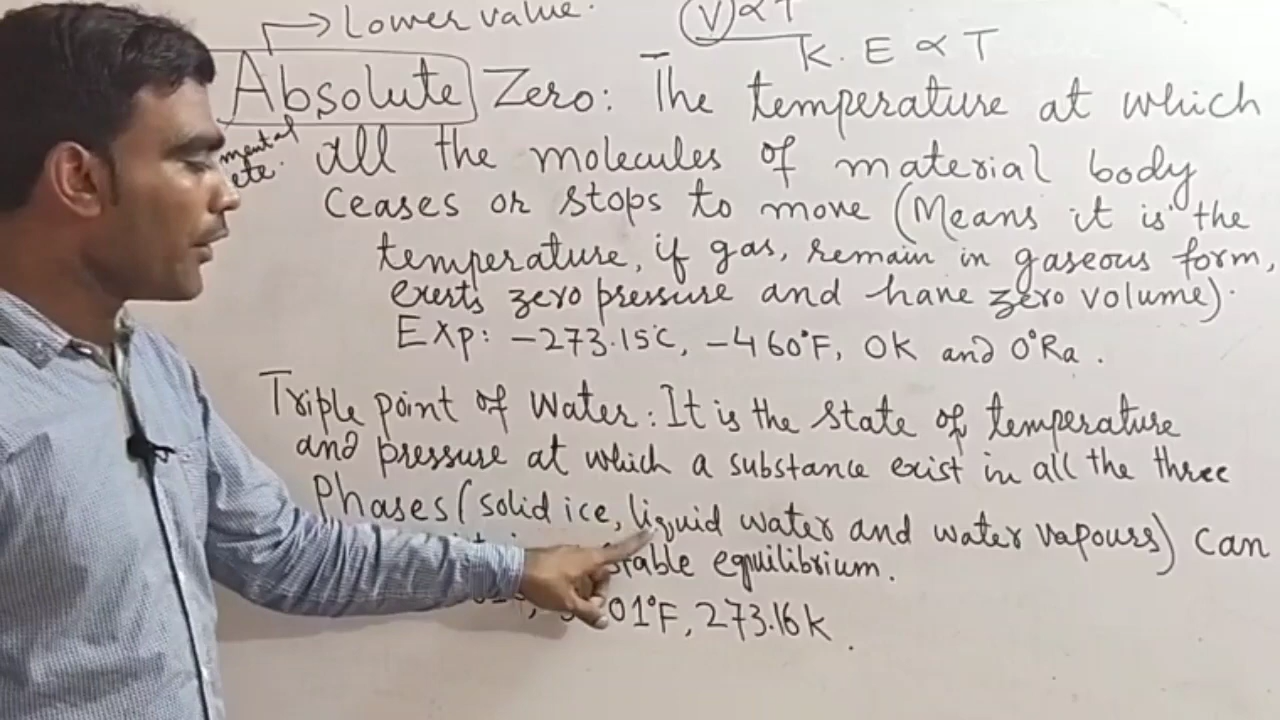 Lower value.
V ∝ T
K. E ∝ T
Absolute Zero: The temperature at which
mental
ete.
all the molecules of material body
ceases or stops to move (Means it is the
temperature, if gas, remain in gaseous form,
exerts zero pressure and have zero volume).
Exp: -273.15C, -460°F, 0K and 0°Ra.
Triple point of Water: It is the state of temperature
and pressure at which a substance exist in all the three
Phases (solid ice, liquid water and water vapours) can
stable equilibrium.
01°F, 273.16K